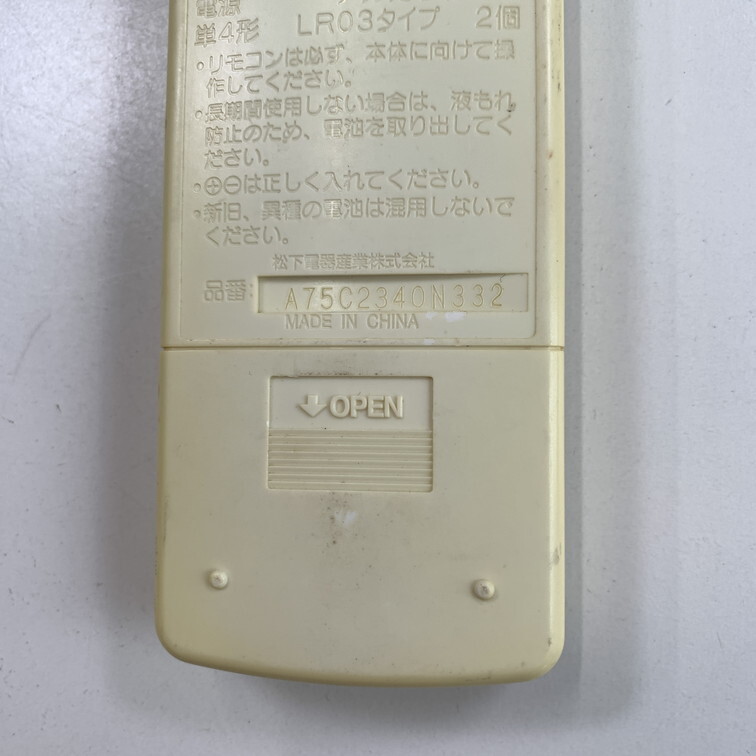 電源
単4形 LR03タイプ 2個
・リモコンは必ず、本体に向けて操
作してください。
・長期間使用しない場合は、液もれ
防止のため、電池を取り出してく
ださい。
・⊕⊖は正しく入れてください。
・新旧、異種の電池は混用しないで
ください。
松下電器産業株式会社
品番: A75C2340N332
MADE IN CHINA
OPEN